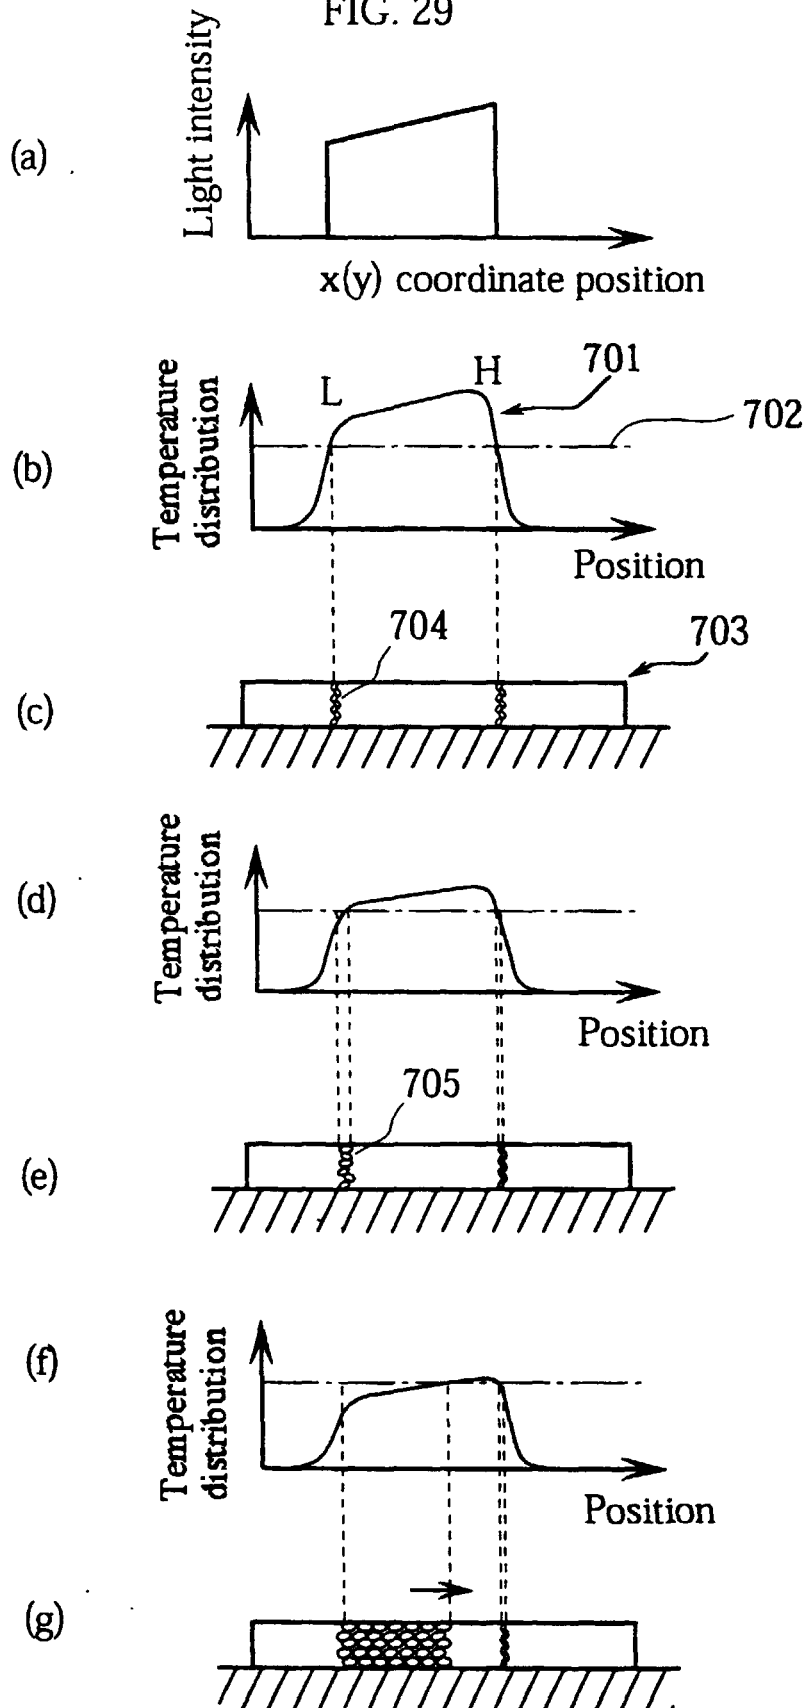 FIG. 29
(a)
Light intensity
x(y) coordinate position
(b)
Temperature
distribution
L
H
701
702
Position
704
703
(c)
(d)
Temperature
distribution
Position
705
(e)
(f)
Temperature
distribution
Position
(g)